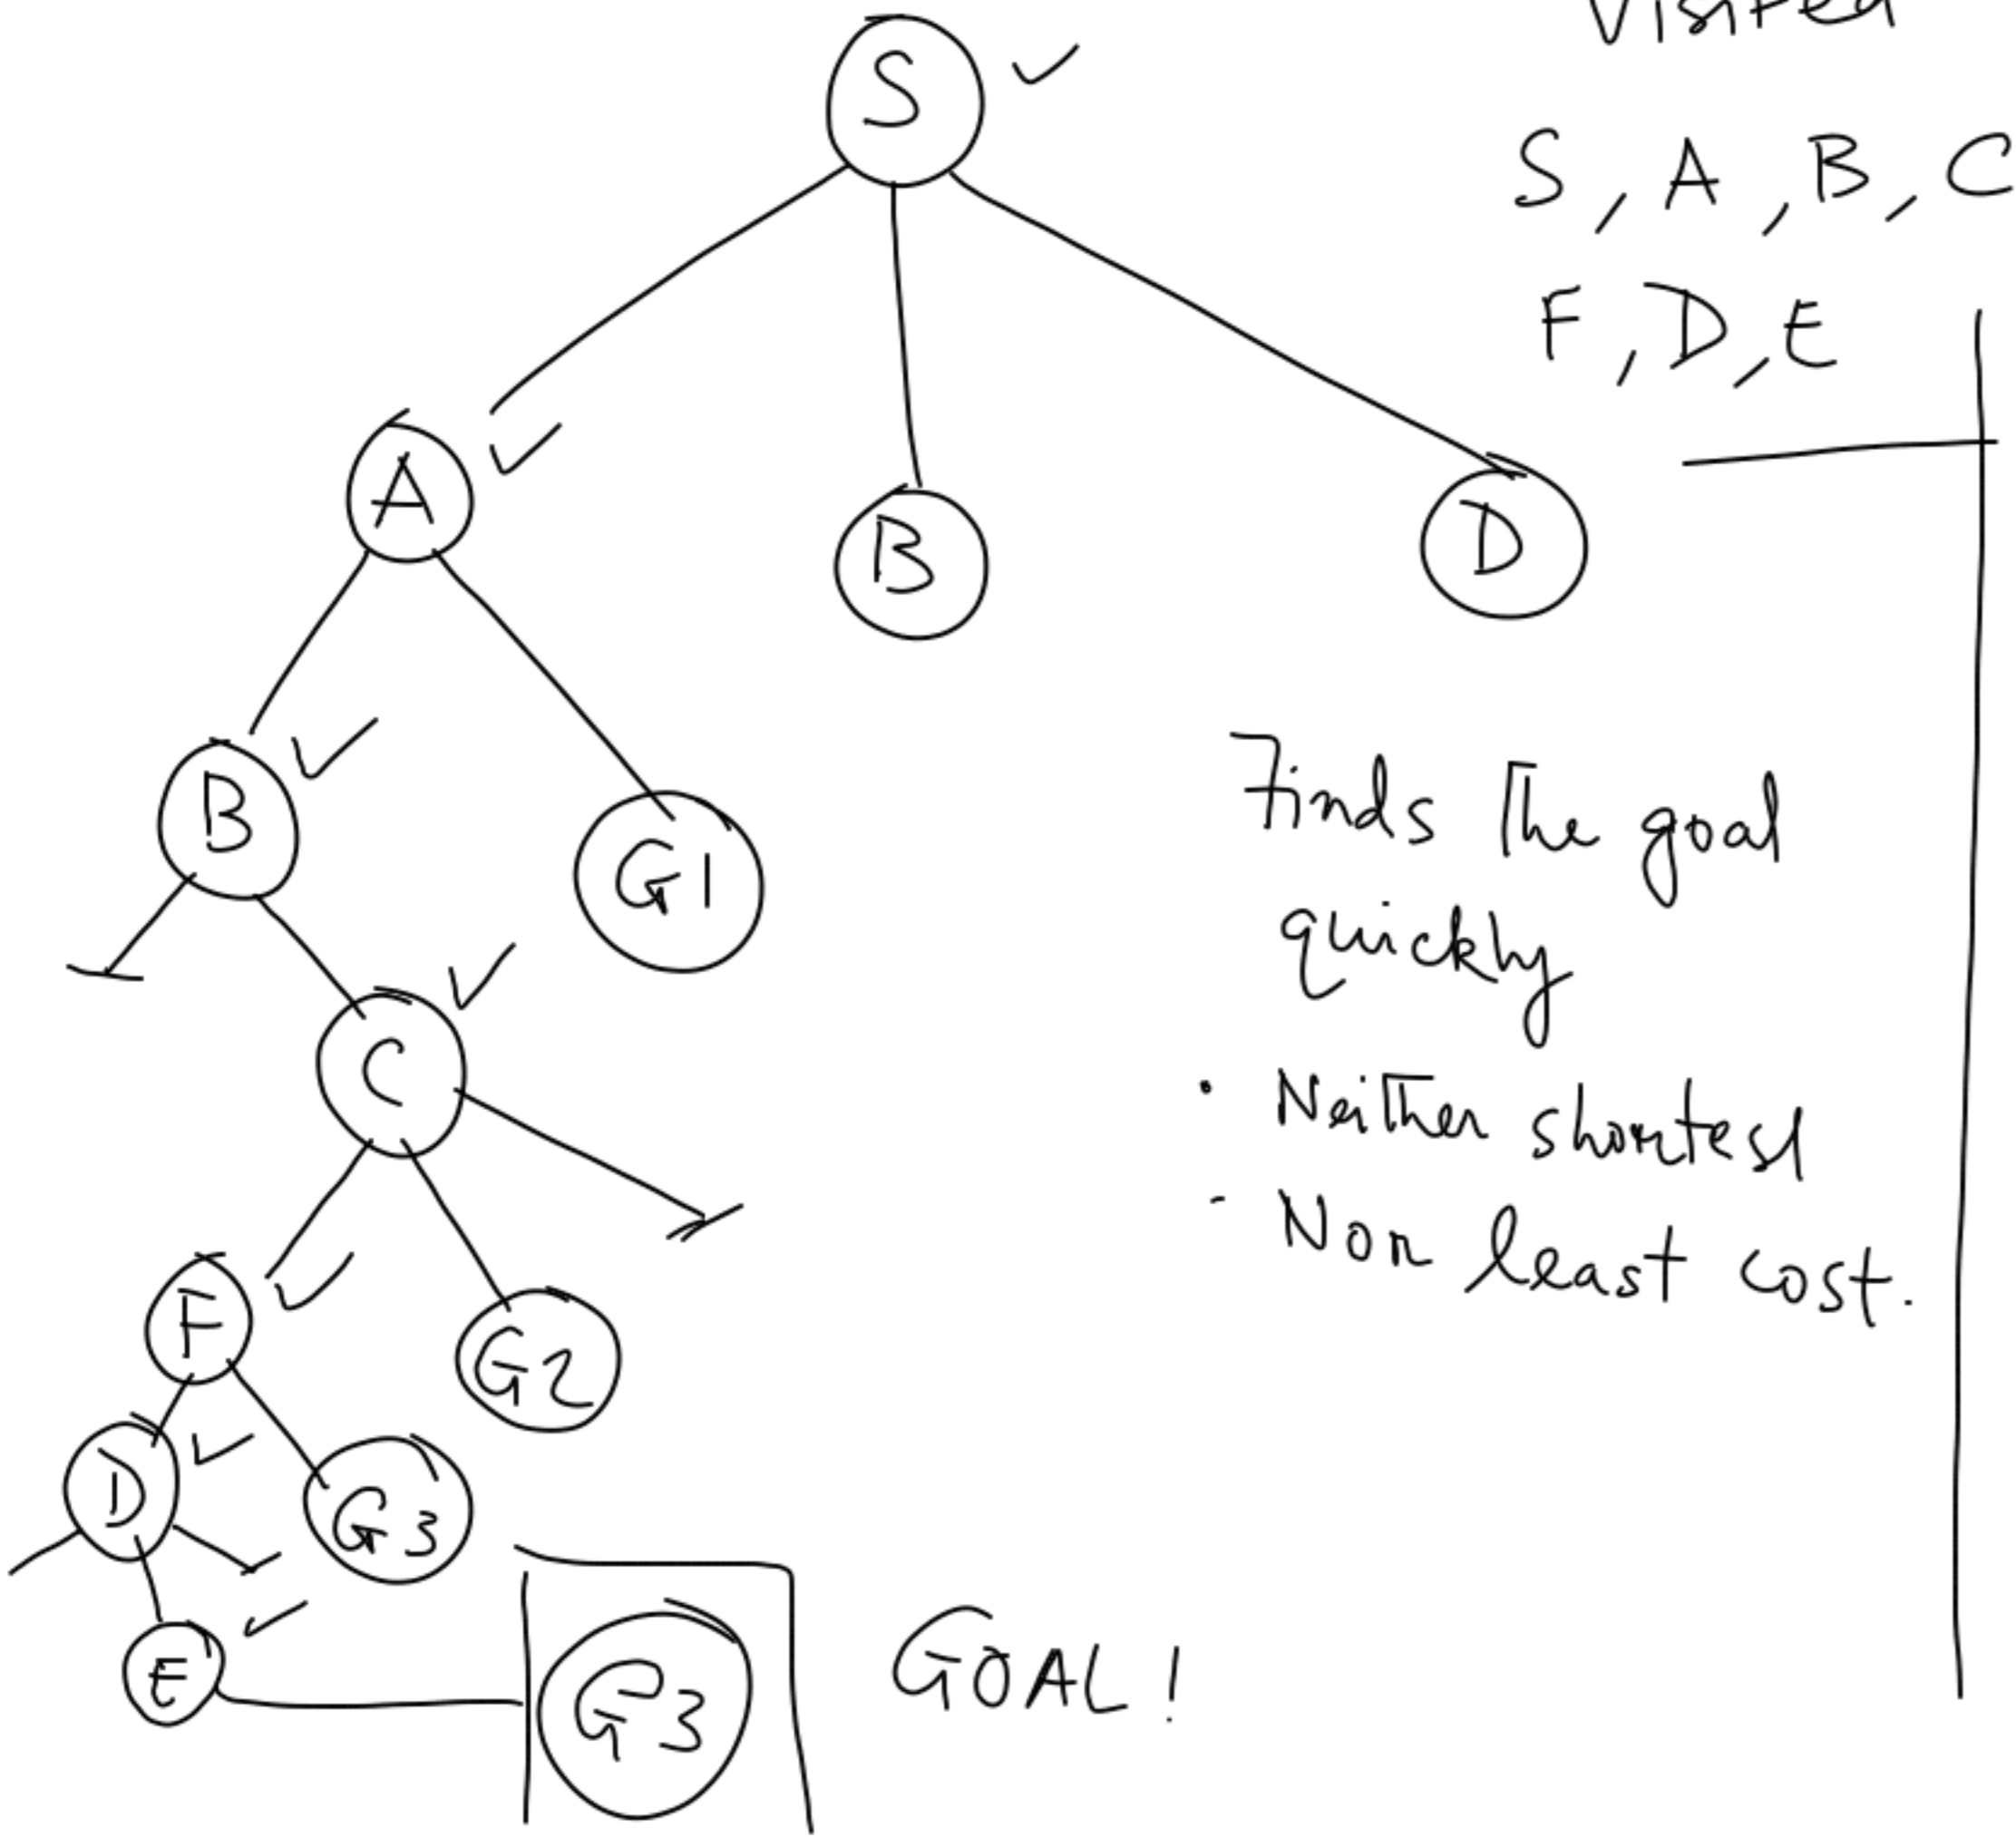 Visited
S
S, A, B, C
F, D, E
A
B
D
B
G1
Finds the goal
quickly
C
· Neither shortest
· Nor least cost.
F
G2
D
G3
E
G3
GOAL!